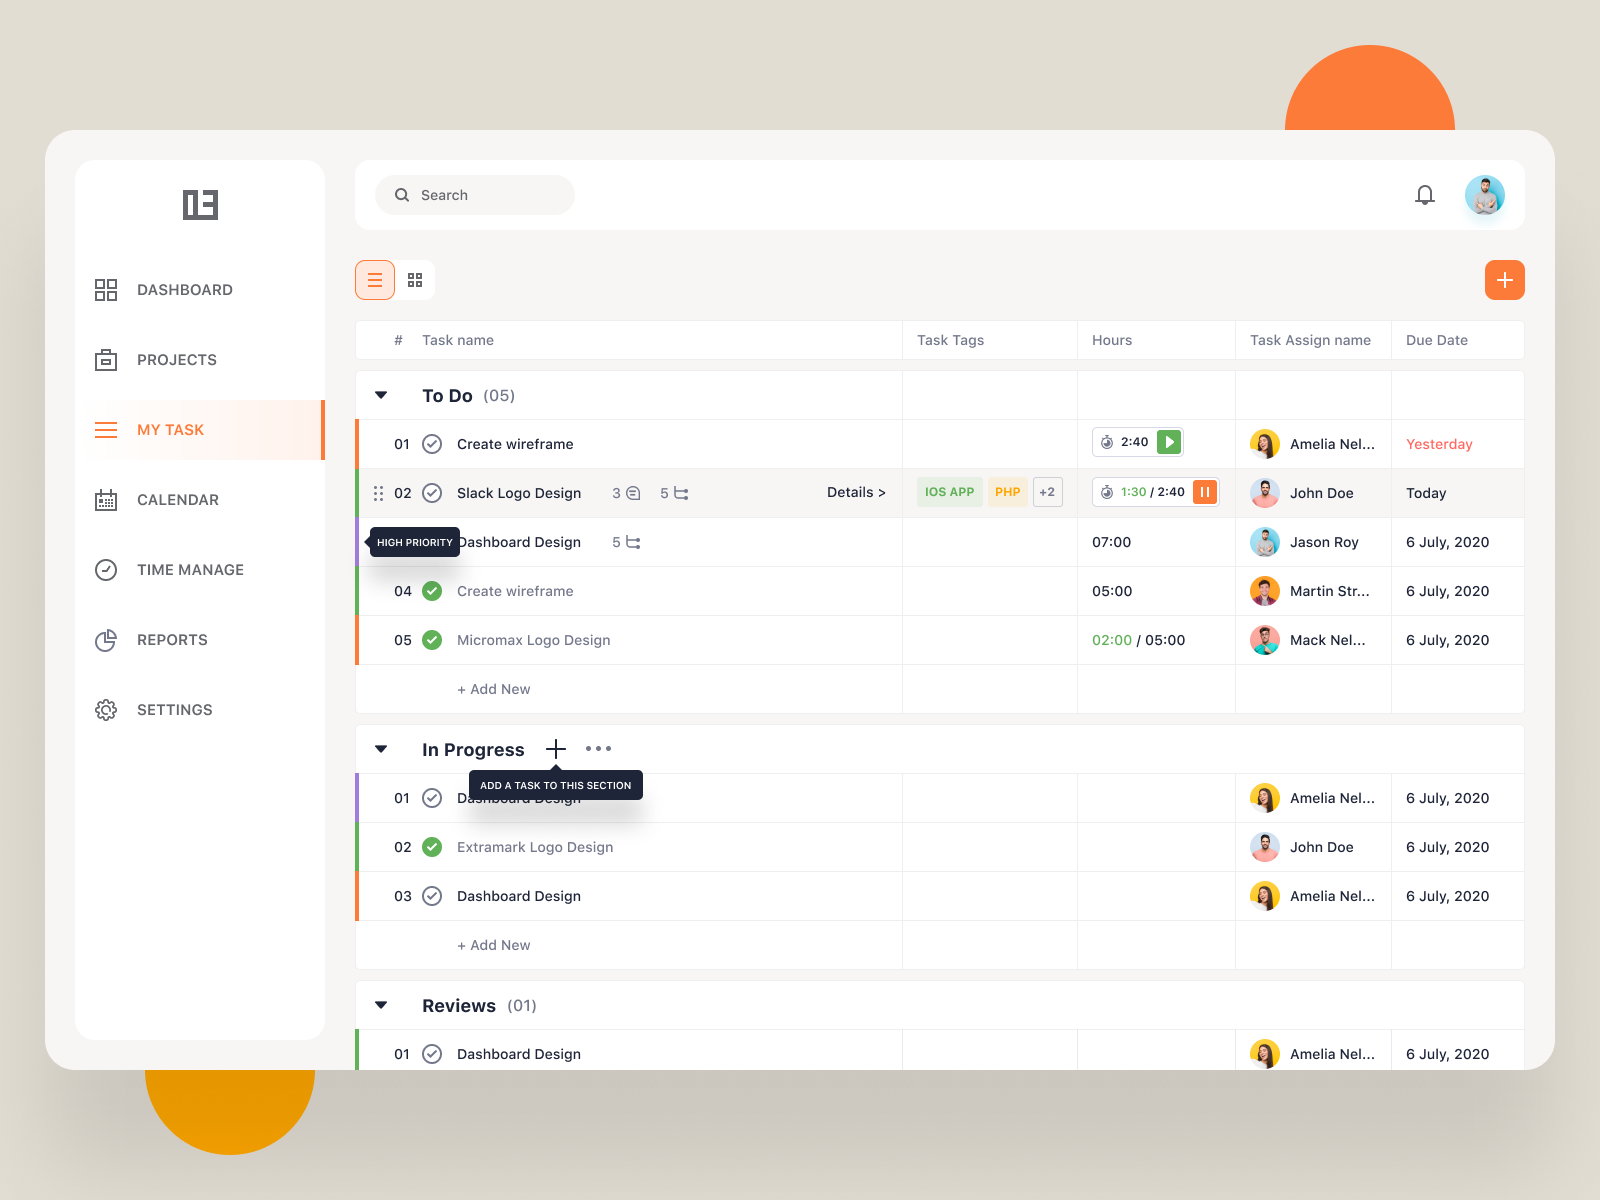 Search
DASHBOARD
PROJECTS
MY TASK
CALENDAR
TIME MANAGE
REPORTS
SETTINGS
# Task name Task Tags Hours Task Assign name Due Date
To Do (05)
01 Create wireframe 2:40 Amelia Nel... Yesterday
02 Slack Logo Design 3 5 Details > IOS APP PHP +2 1:30 / 2:40 John Doe Today
HIGH PRIORITY Dashboard Design 5 07:00 Jason Roy 6 July, 2020
04 Create wireframe 05:00 Martin Str... 6 July, 2020
05 Micromax Logo Design 02:00 / 05:00 Mack Nel... 6 July, 2020
+ Add New
In Progress
ADD A TASK TO THIS SECTION
01 Dashboard Design Amelia Nel... 6 July, 2020
02 Extramark Logo Design John Doe 6 July, 2020
03 Dashboard Design Amelia Nel... 6 July, 2020
+ Add New
Reviews (01)
01 Dashboard Design Amelia Nel... 6 July, 2020